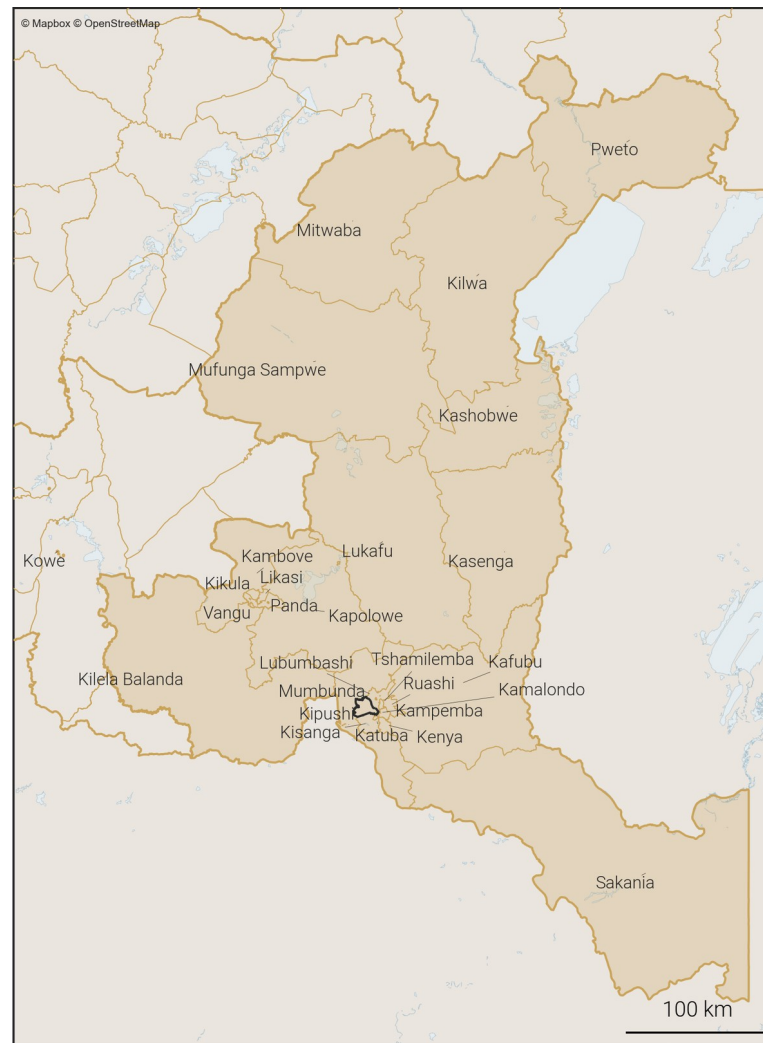 © Mapbox © OpenStreetMap
Pweto
Mitwaba
Kilwa
Mufunga Sampwe
Kashobwe
Lukafu
Kambove
Kasenga
Kowe
Likasi
Kikula
Panda
Vangu
Kapolowe
Tshamilemba
Lubumbashi
Kafubu
Kilela Balanda
Ruashi
Mumbunda
Kamalondo
Kipushi
Kampemba
Kisanga
Katuba
Kenya
Sakania
100 km